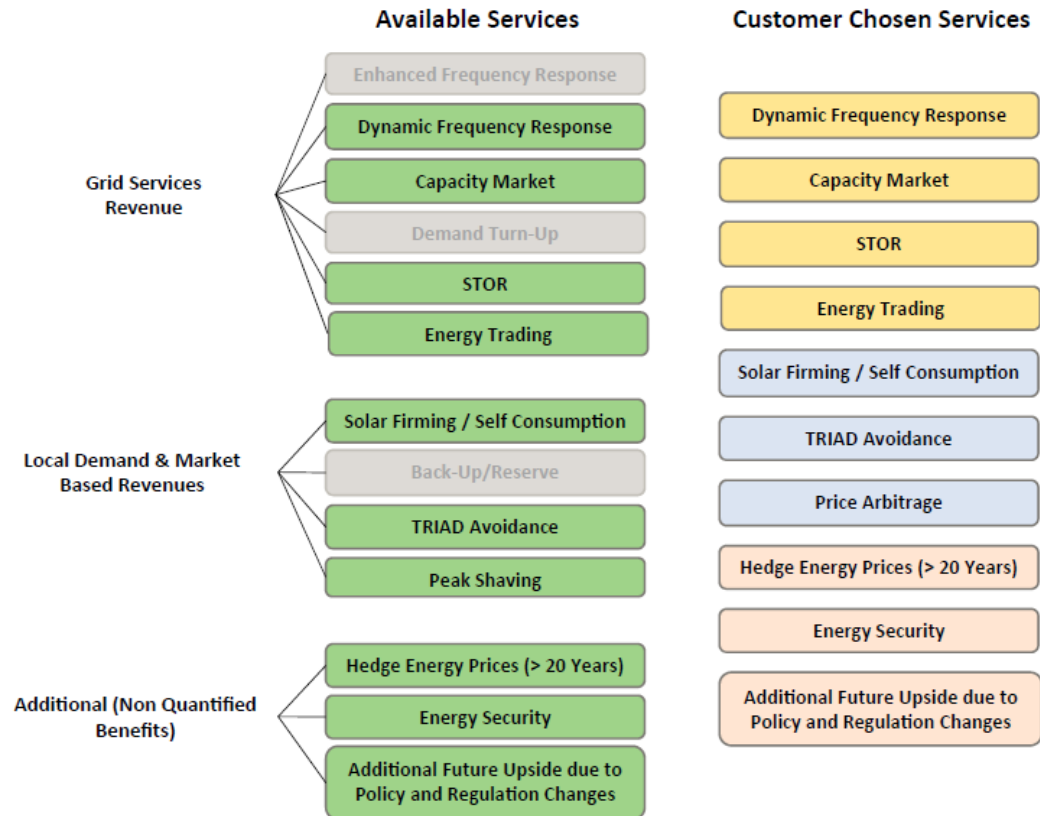 Available Services
Customer Chosen Services
Grid Services
Revenue
Enhanced Frequency Response
Dynamic Frequency Response
Capacity Market
Demand Turn-Up
STOR
Energy Trading
Local Demand & Market
Based Revenues
Solar Firming / Self Consumption
Back-Up/Reserve
TRIAD Avoidance
Peak Shaving
Additional (Non Quantified
Benefits)
Hedge Energy Prices (> 20 Years)
Energy Security
Additional Future Upside due to
Policy and Regulation Changes
Dynamic Frequency Response
Capacity Market
STOR
Energy Trading
Solar Firming / Self Consumption
TRIAD Avoidance
Price Arbitrage
Hedge Energy Prices (> 20 Years)
Energy Security
Additional Future Upside due to
Policy and Regulation Changes